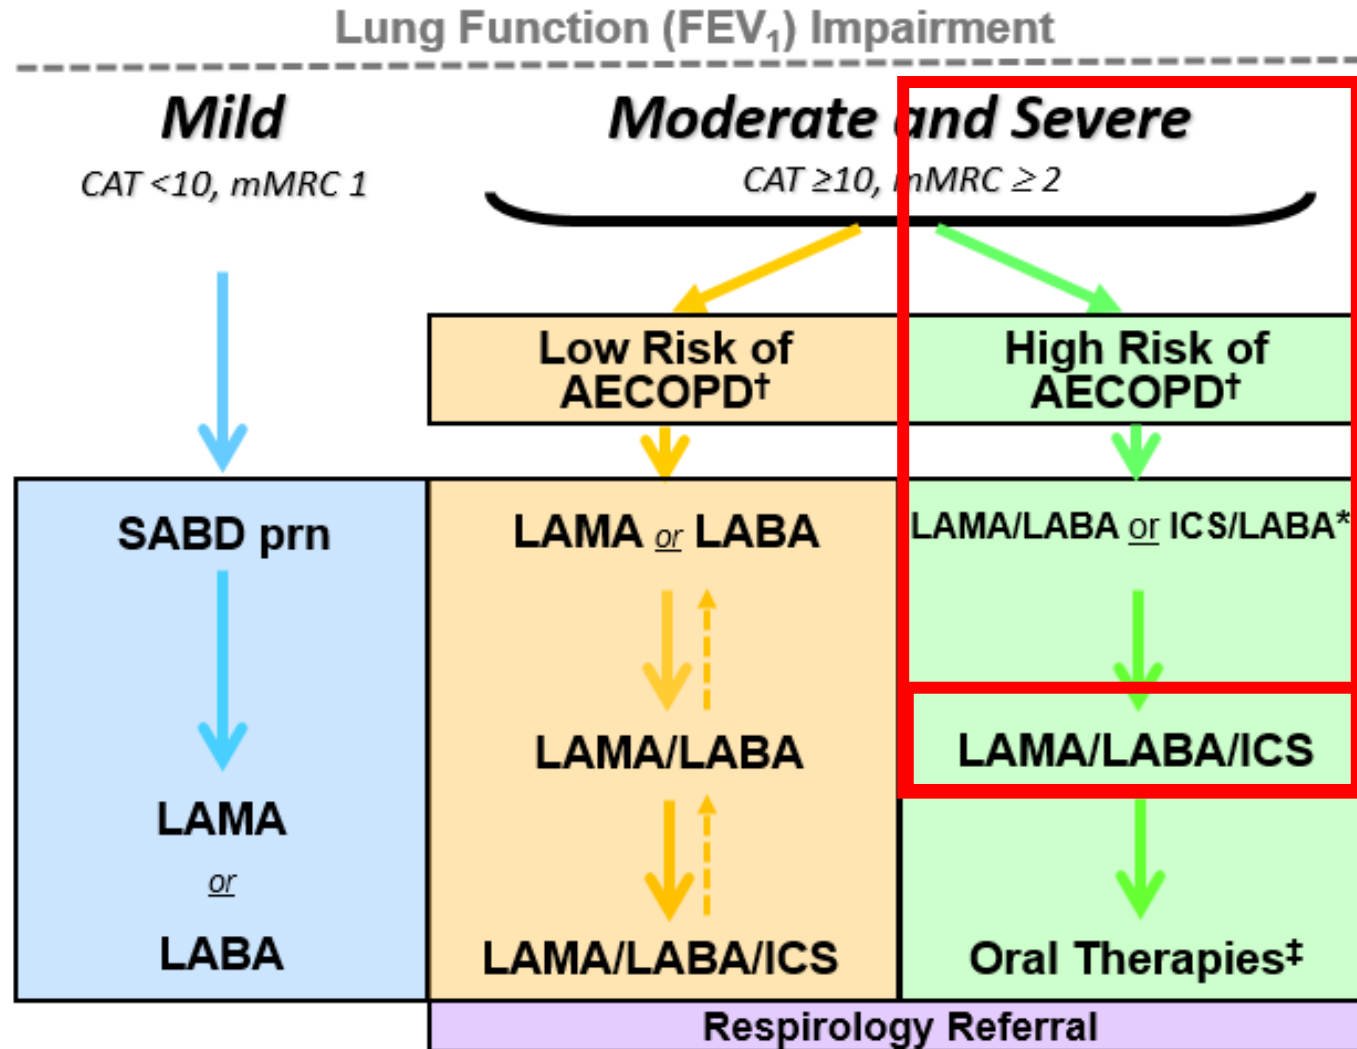 Lung Function (FEV₁) Impairment
Mild
CAT <10, mMRC 1
Moderate and Severe
CAT ≥10, mMRC ≥ 2
Low Risk of
AECOPD†
High Risk of
AECOPD†
SABD prn
LAMA
or
LABA
LAMA or LABA
LAMA/LABA
LAMA/LABA/ICS
LAMA/LABA or ICS/LABA*
LAMA/LABA/ICS
Oral Therapies‡
Respirology Referral